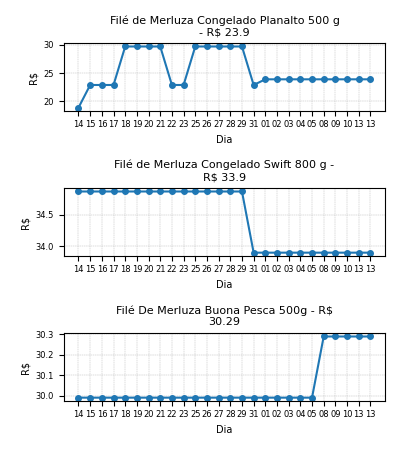 Filé de Merluza Congelado Planalto 500 g
- R$ 23.9
30
25
20
R$
14 15 16 17 18 19 20 21 22 23 25 26 27 28 29 31 01 02 03 04 05 08 09 10 13 13
Dia
Filé de Merluza Congelado Swift 800 g -
R$ 33.9
34.5
34.0
R$
14 15 16 17 18 19 20 21 22 23 25 26 27 28 29 31 01 02 03 04 05 08 09 10 13 13
Dia
Filé De Merluza Buona Pesca 500g - R$
30.29
30.3
30.2
30.1
30.0
R$
14 15 16 17 18 19 20 21 22 23 25 26 27 28 29 31 01 02 03 04 05 08 09 10 13 13
Dia